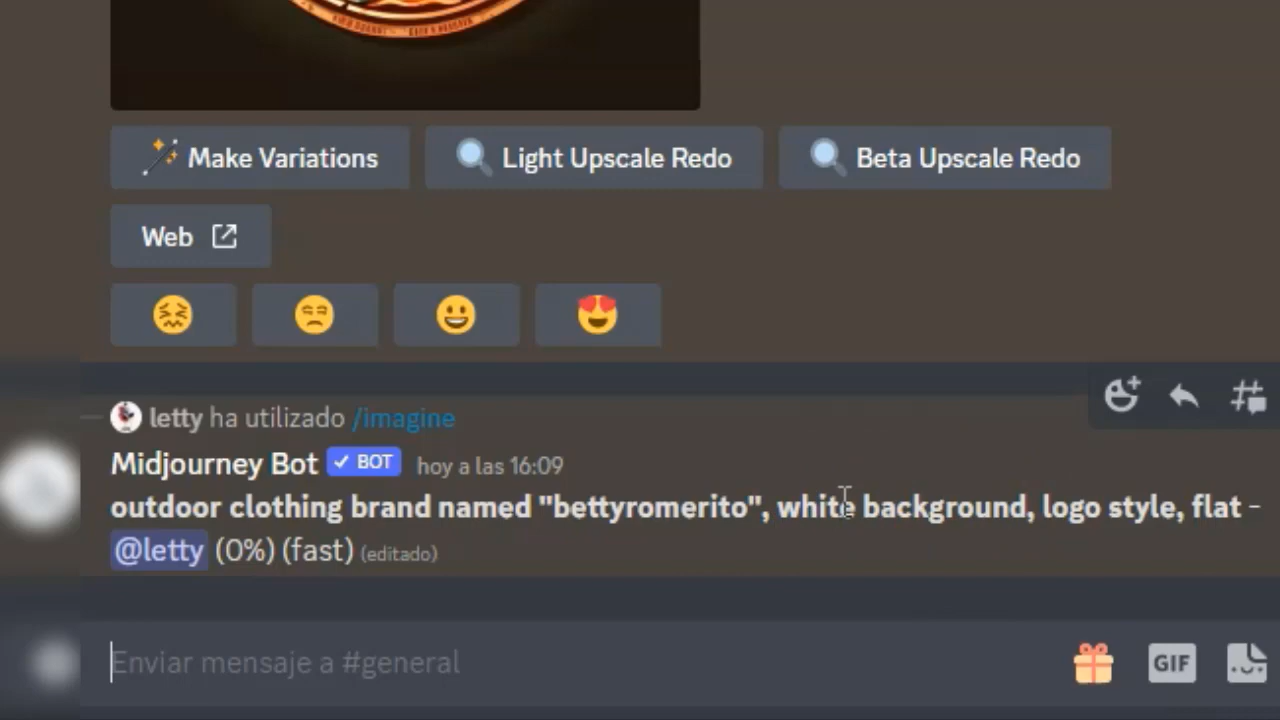 Make Variations
Light Upscale Redo
Beta Upscale Redo
Web
letty ha utilizado /imagine
Midjourney Bot ✓ BOT hoy a las 16:09
outdoor clothing brand named "bettyromerito", white background, logo style, flat -
@letty (0%) (fast) (editado)
Enviar mensaje a #general
GIF